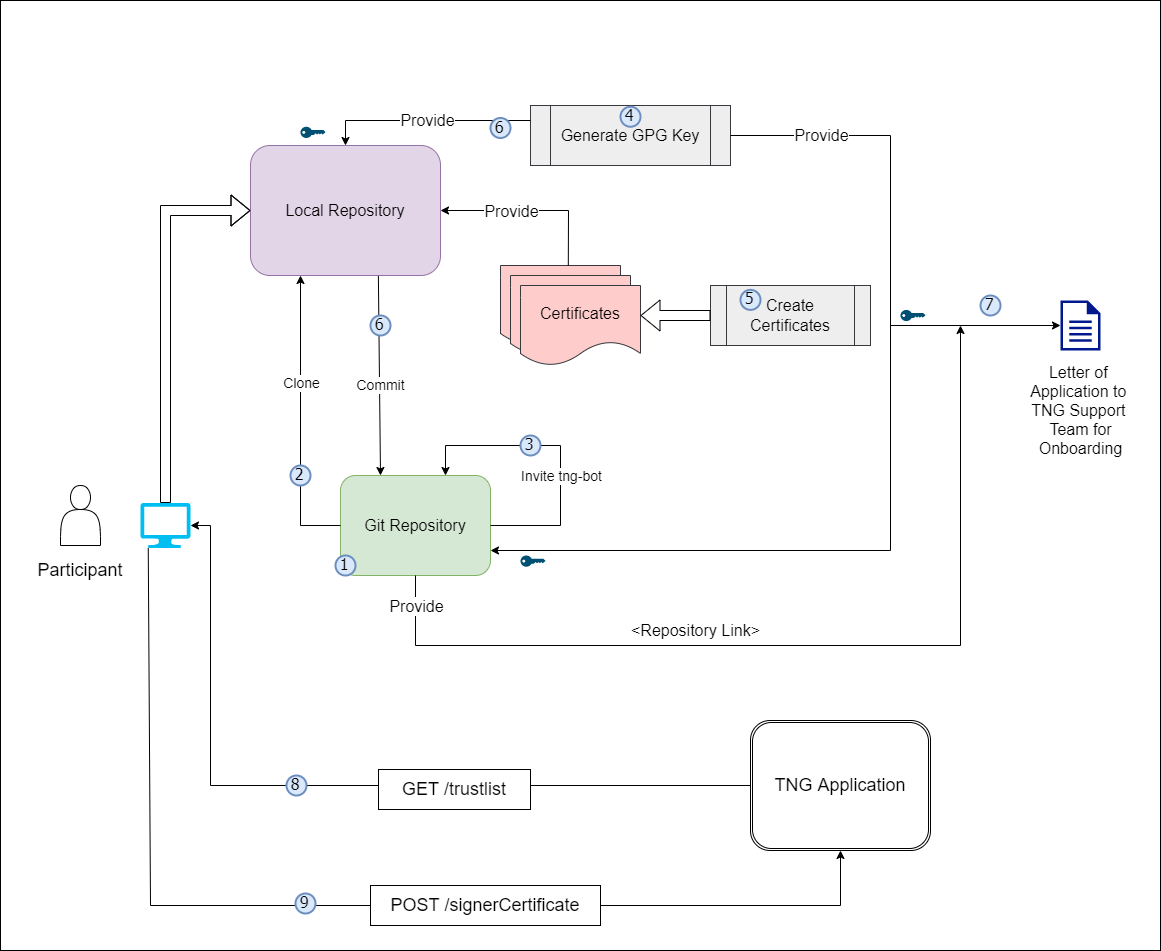 4
Provide
6
Generate GPG Key
Provide
Local Repository
Provide
5
Create
Certificates
7
Certificates
6
Letter of
Application to
TNG Support
Team for
Onboarding
Clone
Commit
3
2
Invite tng-bot
Git Repository
1
Participant
Provide
<Repository Link>
8
GET /trustlist
TNG Application
9
POST /signerCertificate